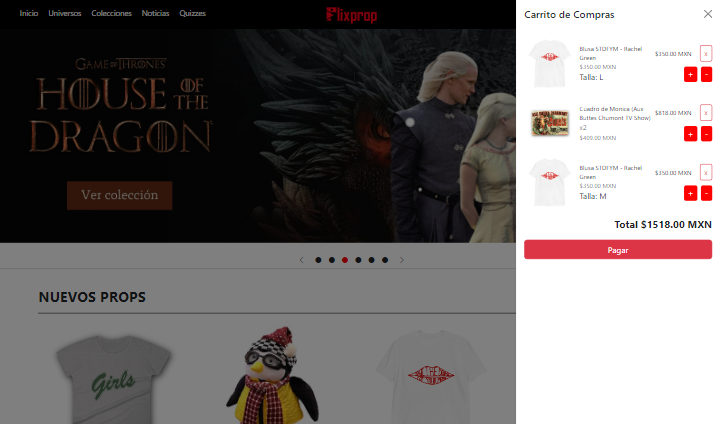 Inicio Universos Colecciones Noticias Quizzes
Flixprop
GAME OF THRONES
HOUSE OF THE DRAGON
Ver colección
NUEVOS PROPS
Girls
Carrito de Compras
Blusa STDTYM - Rachel Green
$350.00 MXN
$350.00 MXN
x
Talla: L
+ -
Cuadro de Monica (Aux Buttes Chumont TV Show) x2
$409.00 MXN
$818.00 MXN
x
+ -
Blusa STDTYM - Rachel Green
$350.00 MXN
$350.00 MXN
x
Talla: M
+ -
Total $1518.00 MXN
Pagar